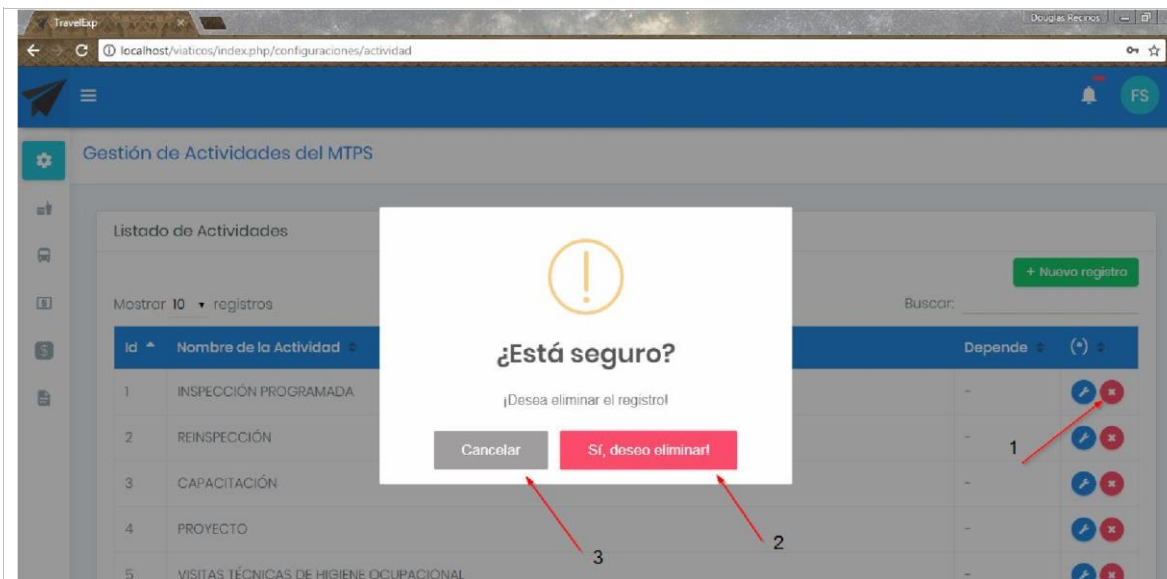 TravelExp
Douglas Recinos
localhost/viaticos/index.php/configuraciones/actividad
FS
Gestión de Actividades del MTPS
Listado de Actividades
+ Nuevo registro
Mostrar 10 registros
Buscar:
Id Nombre de la Actividad Depende (*)
1 INSPECCIÓN PROGRAMADA -
2 REINSPECCIÓN -
3 CAPACITACIÓN -
4 PROYECTO -
5 VISITAS TÉCNICAS DE HIGIENE OCUPACIONAL
¿Está seguro?
¡Desea eliminar el registro!
Cancelar Sí, deseo eliminar!
1
2
3